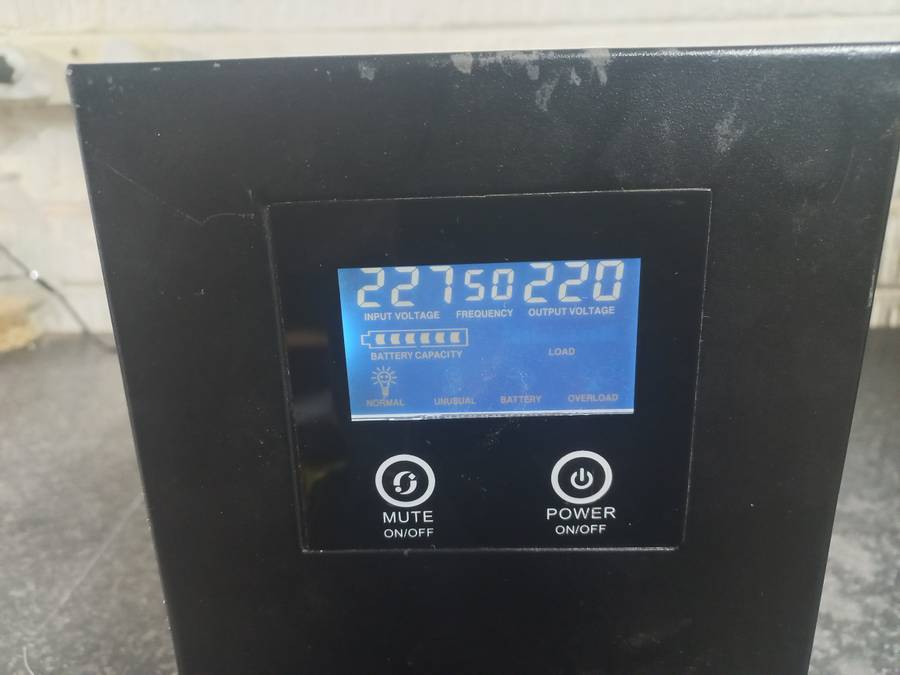 227 50 220
INPUT VOLTAGE FREQUENCY OUTPUT VOLTAGE
BATTERY CAPACITY LOAD
NORMAL UNUSUAL BATTERY OVERLOAD
MUTE POWER
ON/OFF ON/OFF